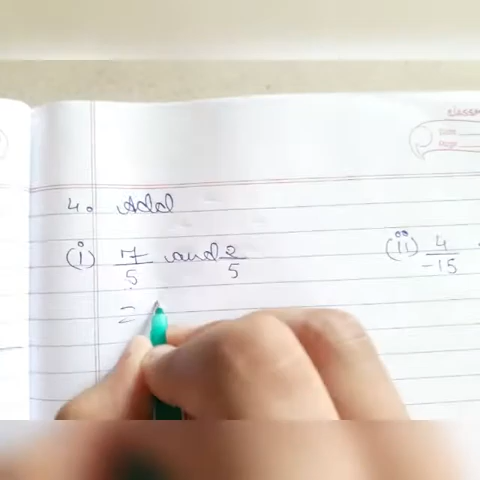 4. Add
(i) 7/5 and 2/5 (ii) 4/-15
=